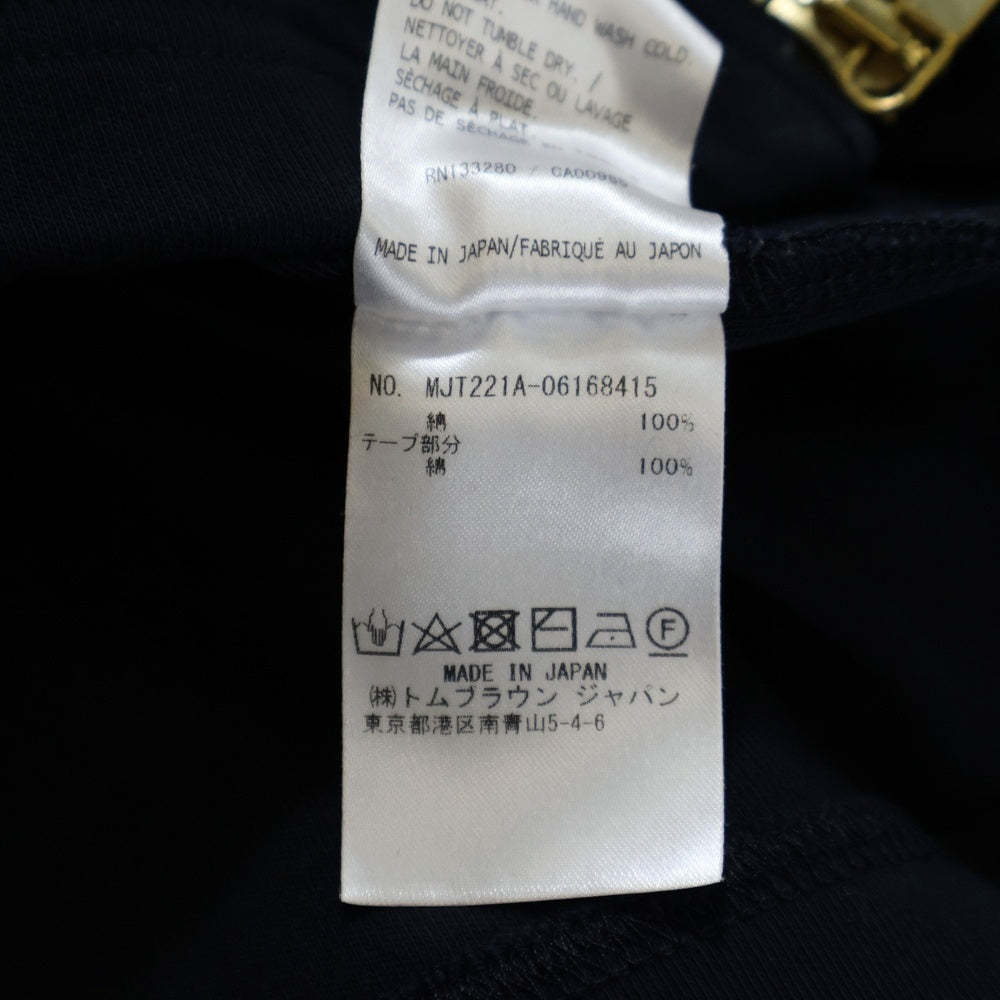 HAND WASH COLD.
DO NOT TUMBLE DRY. /
NETTOYER À SEC OU LAVAGE
LA MAIN FROIDE.
SÉCHAGE À PLAT
PAS DE SÉCHAGE
RN133280 / CA00985
MADE IN JAPAN/FABRIQUÉ AU JAPON
NO. MJT221A-06168415
綿 100%
テープ部分
綿 100%
F
MADE IN JAPAN
㈱トムブラウン ジャパン
東京都港区南青山5-4-6